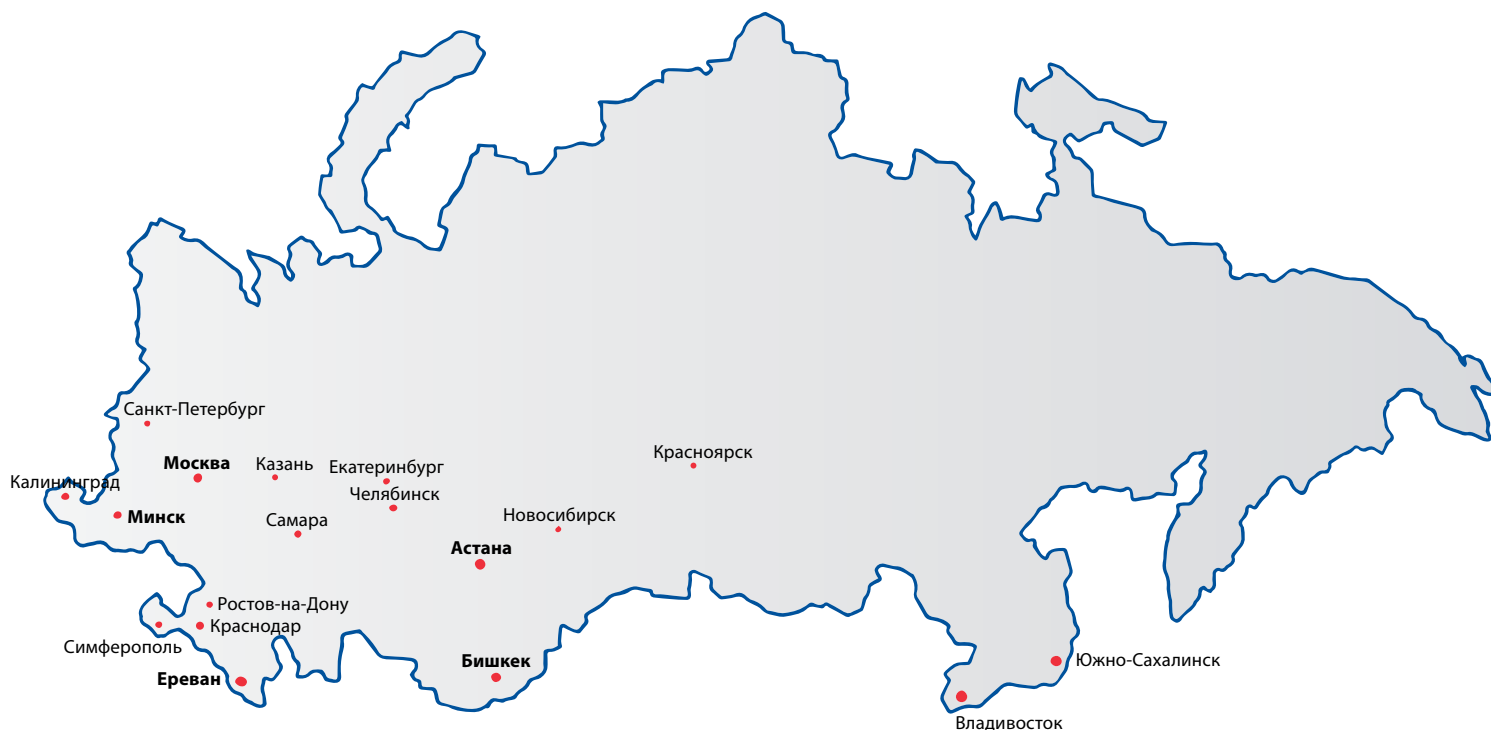 Санкт-Петербург
Москва
Казань
Екатеринбург
Красноярск
Калининград
Челябинск
Минск
Самара
Новосибирск
Астана
Ростов-на-Дону
Краснодар
Симферополь
Бишкек
Южно-Сахалинск
Ереван
Владивосток